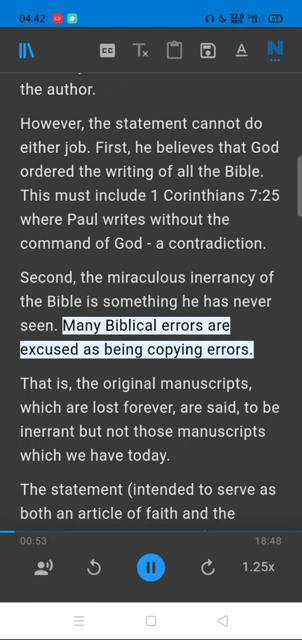 04.42
the author.
However, the statement cannot do
either job. First, he believes that God
ordered the writing of all the Bible.
This must include 1 Corinthians 7:25
where Paul writes without the
command of God - a contradiction.
Second, the miraculous inerrancy of
the Bible is something he has never
seen. Many Biblical errors are
excused as being copying errors.
That is, the original manuscripts,
which are lost forever, are said, to be
inerrant but not those manuscripts
which we have today.
The statement (intended to serve as
both an article of faith and the
00:53 18:48
1.25x